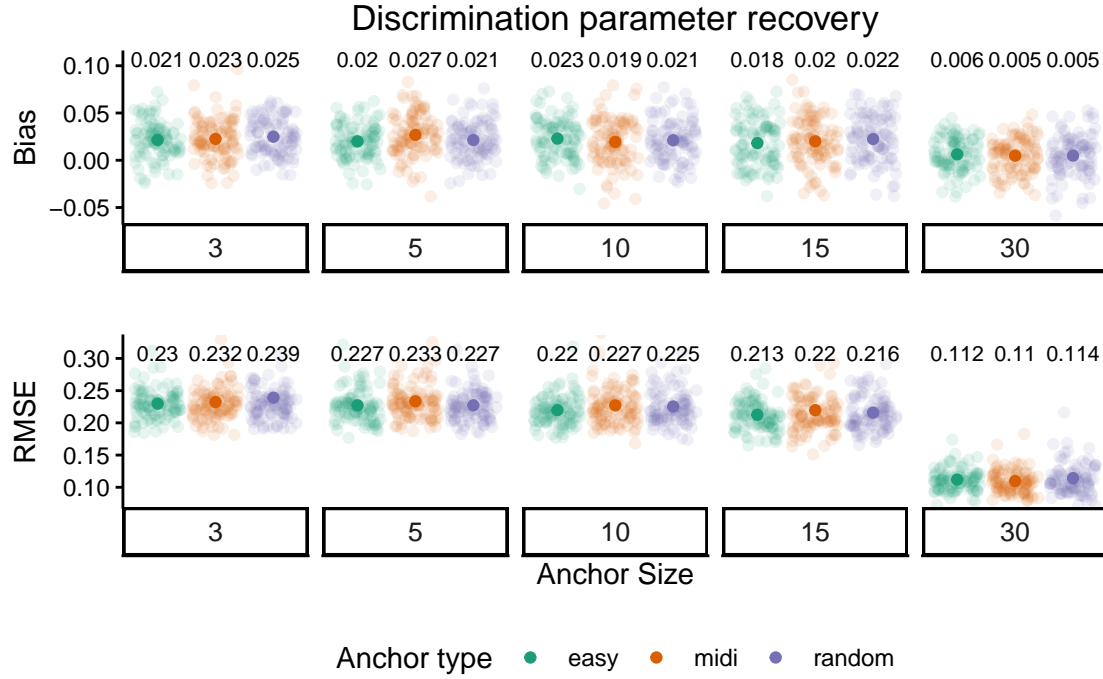 Discrimination parameter recovery
0.021 0.023 0.025 0.02 0.027 0.021 0.023 0.019 0.021 0.018 0.02 0.022 0.006 0.005 0.005
Bias
0.10
0.05
0.00
−0.05
3 5 10 15 30
0.23 0.232 0.239 0.227 0.233 0.227 0.22 0.227 0.225 0.213 0.22 0.216 0.112 0.11 0.114
RMSE
0.30
0.25
0.20
0.15
0.10
3 5 10 15 30
Anchor Size
Anchor type easy midi random